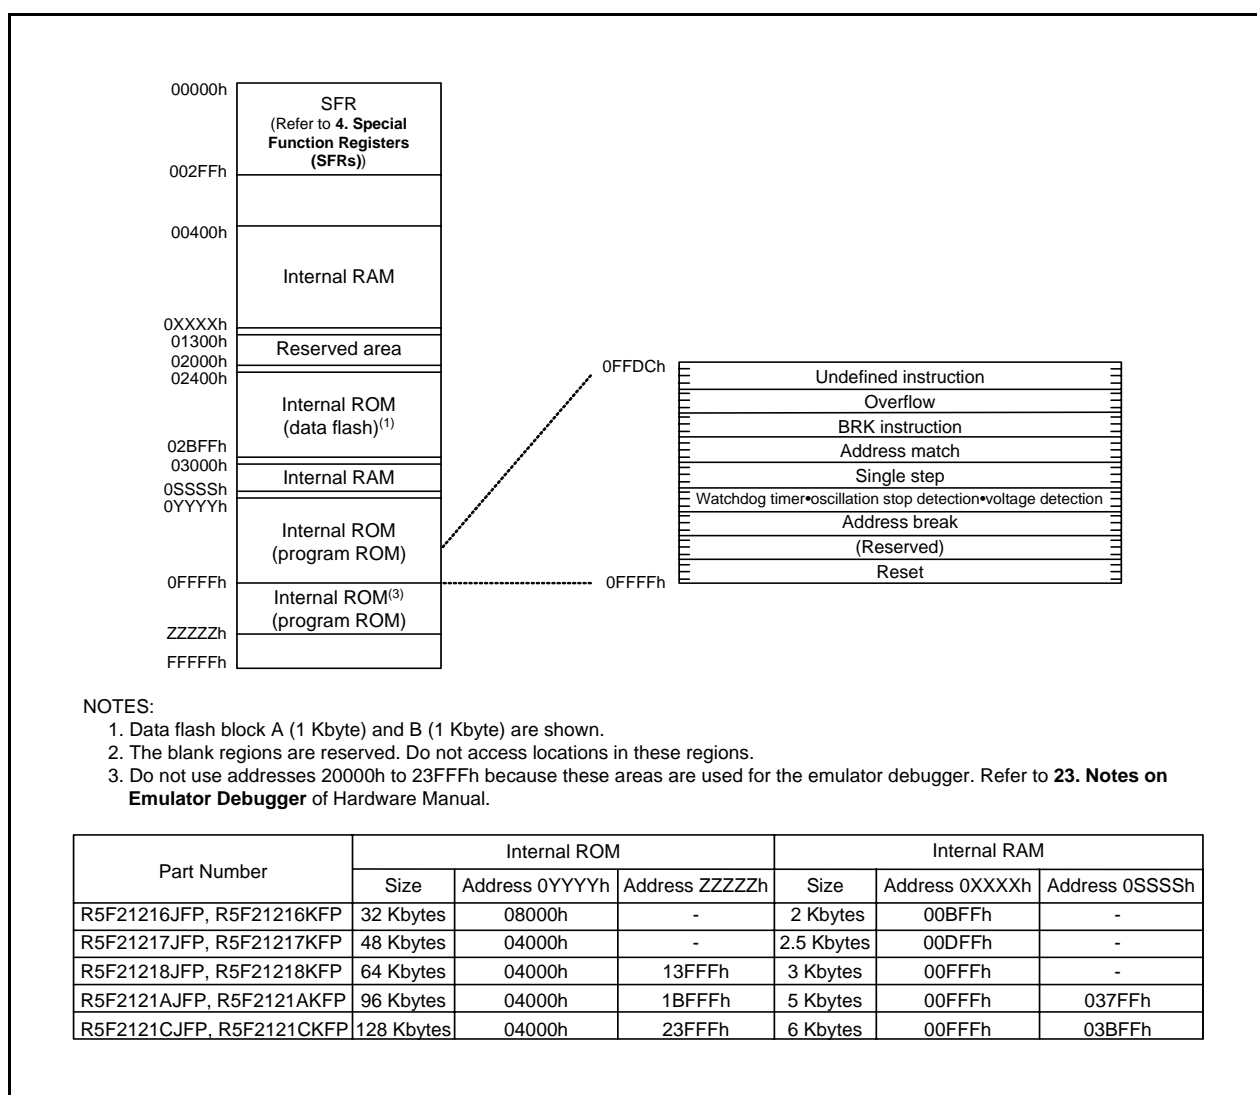 00000h
SFR
(Refer to 4. Special
Function Registers
(SFRs))
002FFh
00400h
Internal RAM
0XXXXh
01300h
Reserved area
02000h
02400h
Internal ROM
(data flash)(1)
02BFFh
03000h
Internal RAM
0SSSSh
0YYYYh
Internal ROM
(program ROM)
0FFFFh
Internal ROM(3)
(program ROM)
ZZZZZh
FFFFFh
0FFDCh
Undefined instruction
Overflow
BRK instruction
Address match
Single step
Watchdog timer•oscillation stop detection•voltage detection
Address break
(Reserved)
Reset
0FFFFh
NOTES:
1. Data flash block A (1 Kbyte) and B (1 Kbyte) are shown.
2. The blank regions are reserved. Do not access locations in these regions.
3. Do not use addresses 20000h to 23FFFh because these areas are used for the emulator debugger. Refer to 23. Notes on
Emulator Debugger of Hardware Manual.
Part Number Internal ROM Internal RAM
Size Address 0YYYYh Address ZZZZZh Size Address 0XXXXh Address 0SSSSh
R5F21216JFP, R5F21216KFP 32 Kbytes 08000h - 2 Kbytes 00BFFh -
R5F21217JFP, R5F21217KFP 48 Kbytes 04000h - 2.5 Kbytes 00DFFh -
R5F21218JFP, R5F21218KFP 64 Kbytes 04000h 13FFFh 3 Kbytes 00FFFh -
R5F2121AJFP, R5F2121AKFP 96 Kbytes 04000h 1BFFFh 5 Kbytes 00FFFh 037FFh
R5F2121CJFP, R5F2121CKFP 128 Kbytes 04000h 23FFFh 6 Kbytes 00FFFh 03BFFh